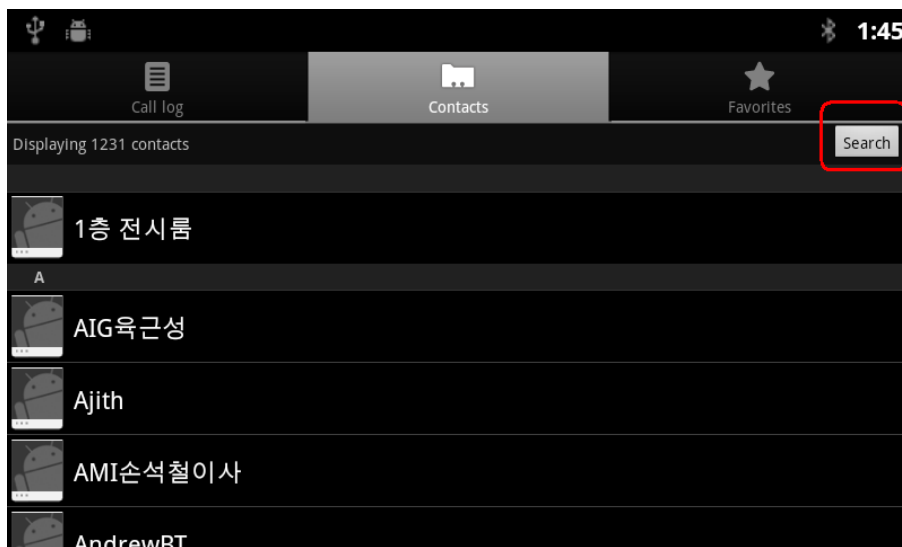 1:45
Call log
Contacts
Favorites
Displaying 1231 contacts
Search
1층 전시룸
A
AIG육근성
Ajith
AMI손석철이사
AndrewBT